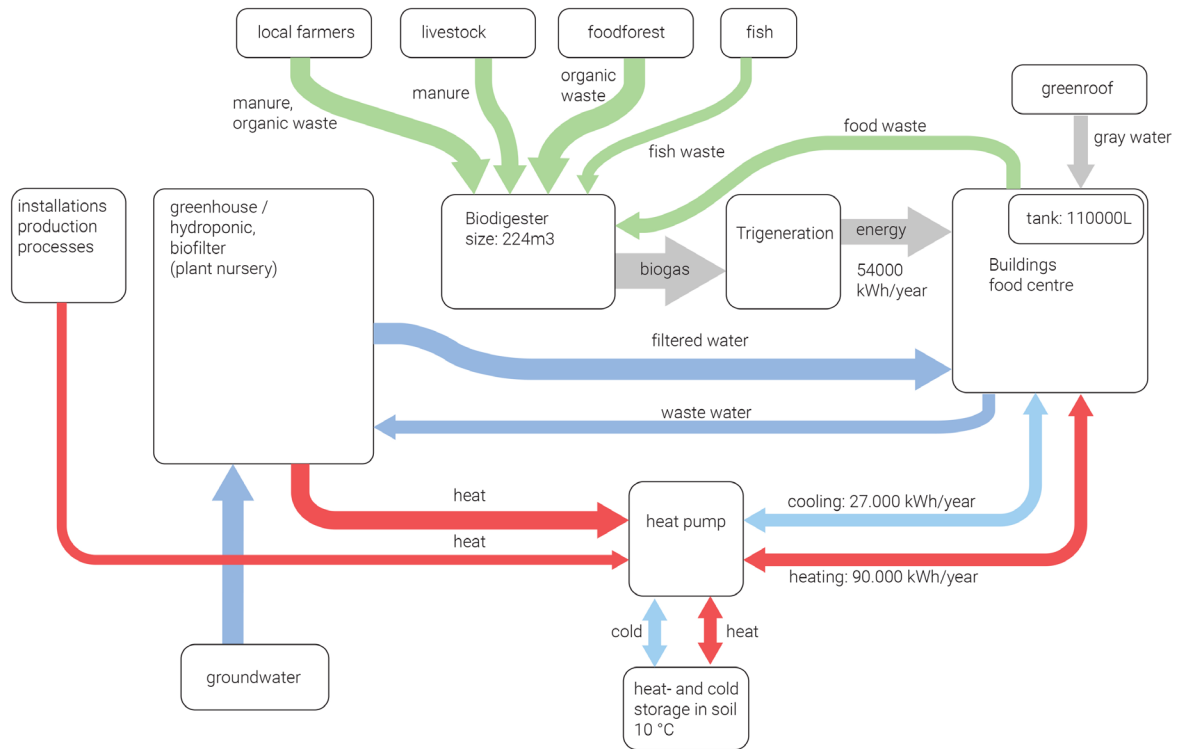 local farmers
livestock
foodforest
fish
manure,
organic waste
manure
organic
waste
fish waste
food waste
greenroof
gray water
installations
production
processes
greenhouse /
hydroponic,
biofilter
(plant nursery)
Biodigester
size: 224m3
biogas
Trigeneration
energy
54000
kWh/year
tank: 110000L
Buildings
food centre
filtered water
waste water
heat
heat
heat pump
cooling: 27.000 kWh/year
heating: 90.000 kWh/year
cold
heat
groundwater
heat- and cold
storage in soil
10 °C